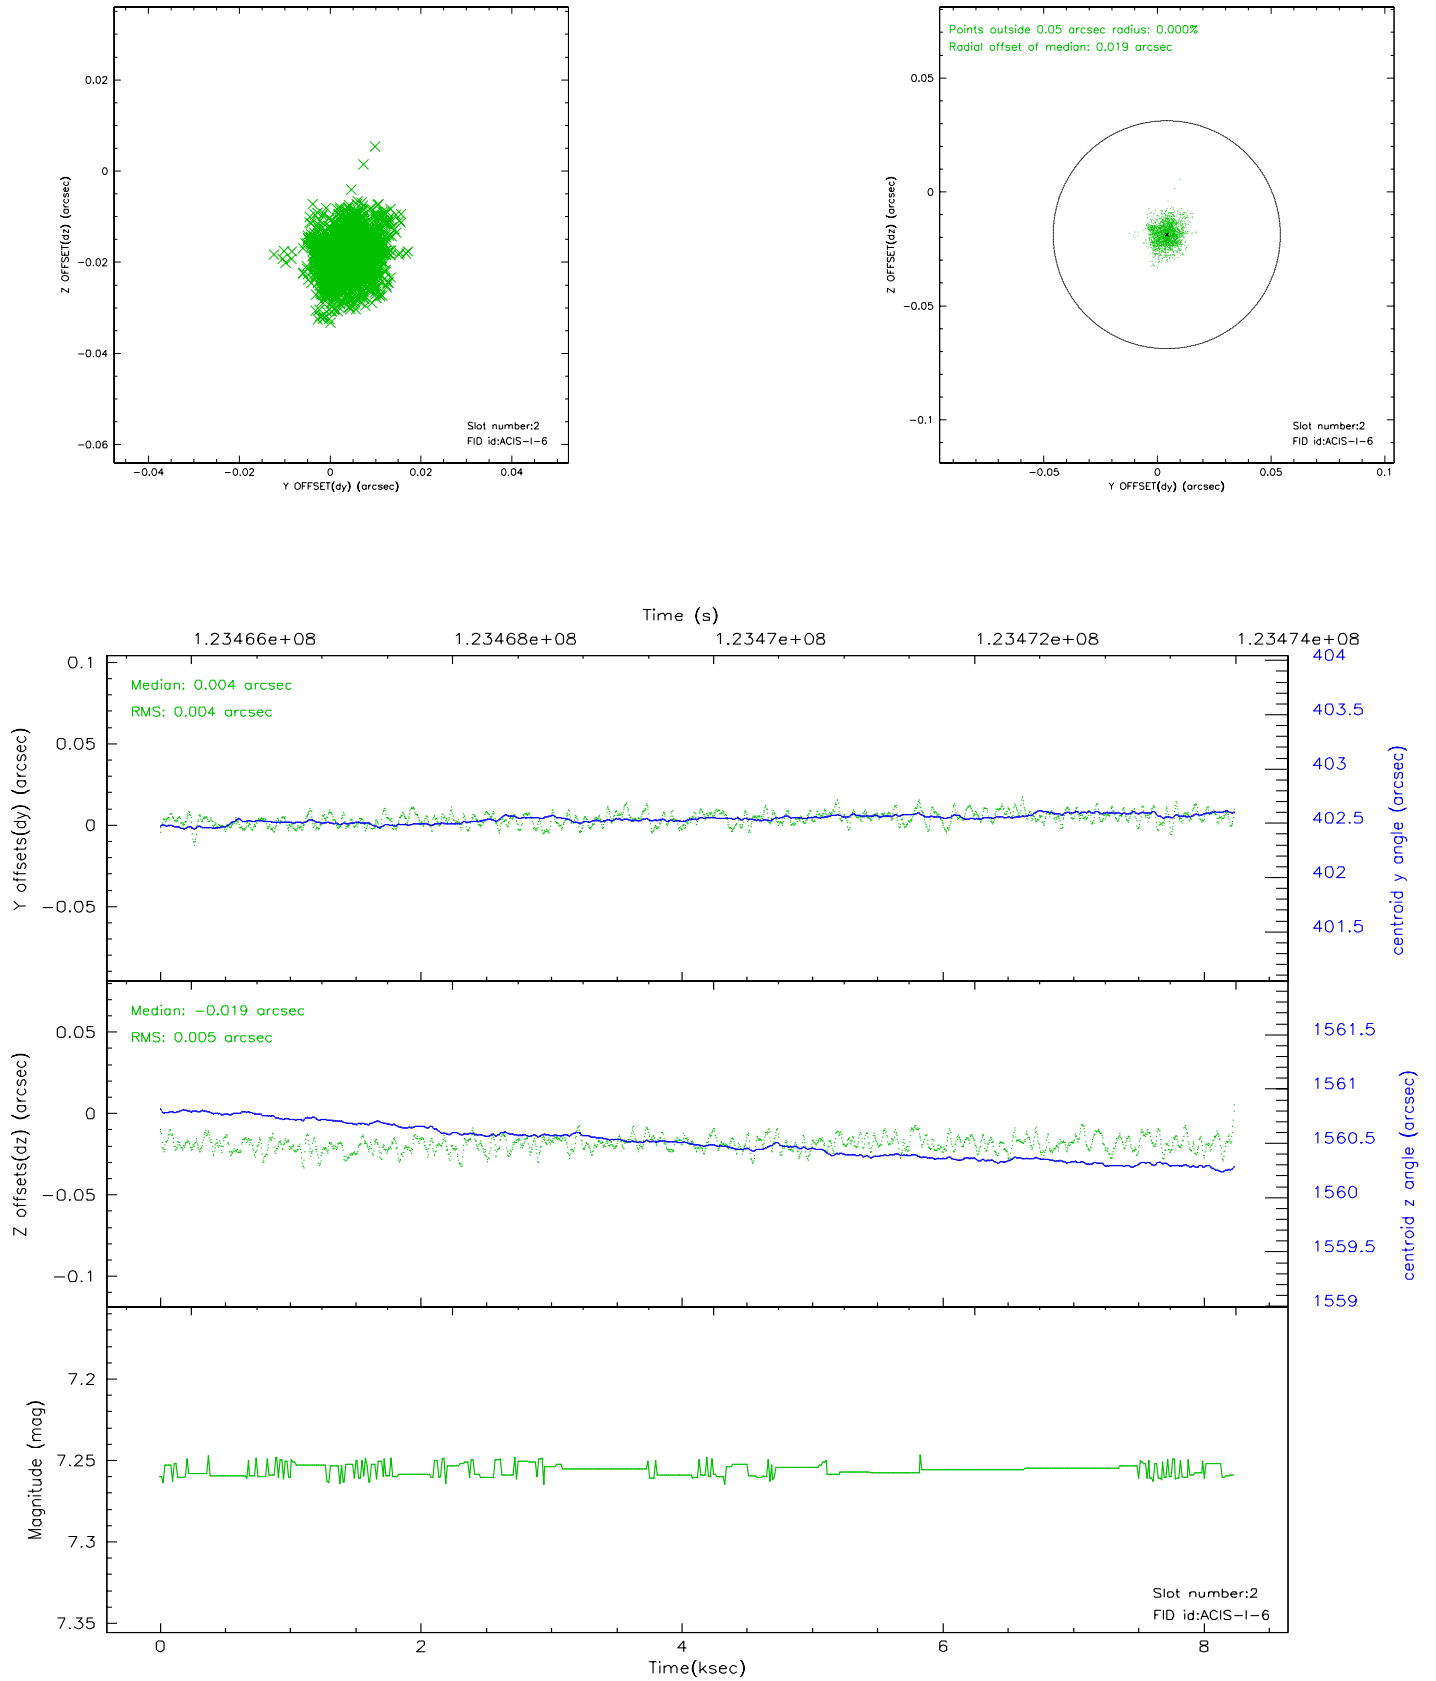 0.02
0
-0.02
-0.04
-0.06
Z OFFSET(dz) (arcsec)
Slot number:2
FID id:ACIS-I-6
-0.04 -0.02 0 0.02 0.04
Y OFFSET(dy) (arcsec)
Points outside 0.05 arcsec radius: 0.000%
Radial offset of median: 0.019 arcsec
0.05
0
-0.05
-0.1
Z OFFSET(dz) (arcsec)
Slot number:2
FID id:ACIS-I-6
-0.05 0 0.05 0.1
Y OFFSET(dy) (arcsec)
Time (s)
1.23466e+08 1.23468e+08 1.2347e+08 1.23472e+08 1.23474e+08
Median: 0.004 arcsec
RMS: 0.004 arcsec
0.1
0.05
0
-0.05
Y offsets(dy) (arcsec)
404
403.5
403
402.5
402
401.5
centroid y angle (arcsec)
Median: -0.019 arcsec
RMS: 0.005 arcsec
0.05
0
-0.05
-0.1
Z offsets(dz) (arcsec)
1561.5
1561
1560.5
1560
1559.5
1559
centroid z angle (arcsec)
7.2
7.25
7.3
7.35
Magnitude (mag)
Slot number:2
FID id:ACIS-I-6
0 2 4 6 8
Time(ksec)